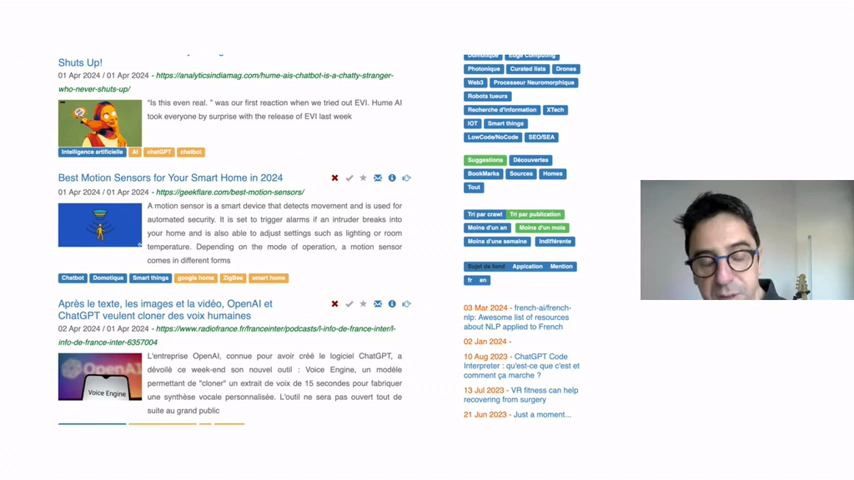 Shuts Up!
01 Apr 2024 / 01 Apr 2024 - https://analyticsindiamag.com/hume-ais-chatbot-is-a-chatty-stranger-
who-never-shuts-up/
"Is this even real. " was our first reaction when we tried out EVI. Hume AI
took everyone by surprise with the release of EVI last week
Intelligence artificielle AI chatGPT chatbot
Best Motion Sensors for Your Smart Home in 2024
01 Apr 2024 / 01 Apr 2024 - https://geekflare.com/best-motion-sensors/
A motion sensor is a smart device that detects movement and is used for
automated security. It is set to trigger alarms if an intruder breaks into
your home and is also able to adjust settings such as lighting or room
temperature. Depending on the mode of operation, a motion sensor
comes in different forms
Chatbot Domotique Smart things google home ZigBee smart home
Après le texte, les images et la vidéo, OpenAI et
ChatGPT veulent cloner des voix humaines
02 Apr 2024 / 01 Apr 2024 - https://www.radiofrance.fr/franceinter/podcasts/l-info-de-france-inter/l-
info-de-france-inter-6357004
OpenAI
Voice Engine
L'entreprise OpenAI, connue pour avoir créé le logiciel ChatGPT, a
dévoilé ce week-end son nouvel outil : Voice Engine, un modèle
permettant de "cloner" un extrait de voix de 15 secondes pour fabriquer
une synthèse vocale personnalisée. L'outil ne sera pas ouvert tout de
suite au grand public
Domotique Edge Computing
Photonique Curated lists Drones
Web3 Processeur Neuromorphique
Robots tueurs
Recherche d'information XTech
IOT Smart things
LowCode/NoCode SEO/SEA
Suggestions Découvertes
BookMarks Sources Homes
Tout
Tri par crawl Tri par publication
Moins d'un an Moins d'un mois
Moins d'une semaine Indifférente
Sujet de fond Appication Mention
fr en
03 Mar 2024 - french-ai/french-
nlp: Awesome list of resources
about NLP applied to French
02 Jan 2024 -
10 Aug 2023 - ChatGPT Code
Interpreter : qu'est-ce que c'est et
comment ça marche ?
13 Jul 2023 - VR fitness can help
recovering from surgery
21 Jun 2023 - Just a moment...